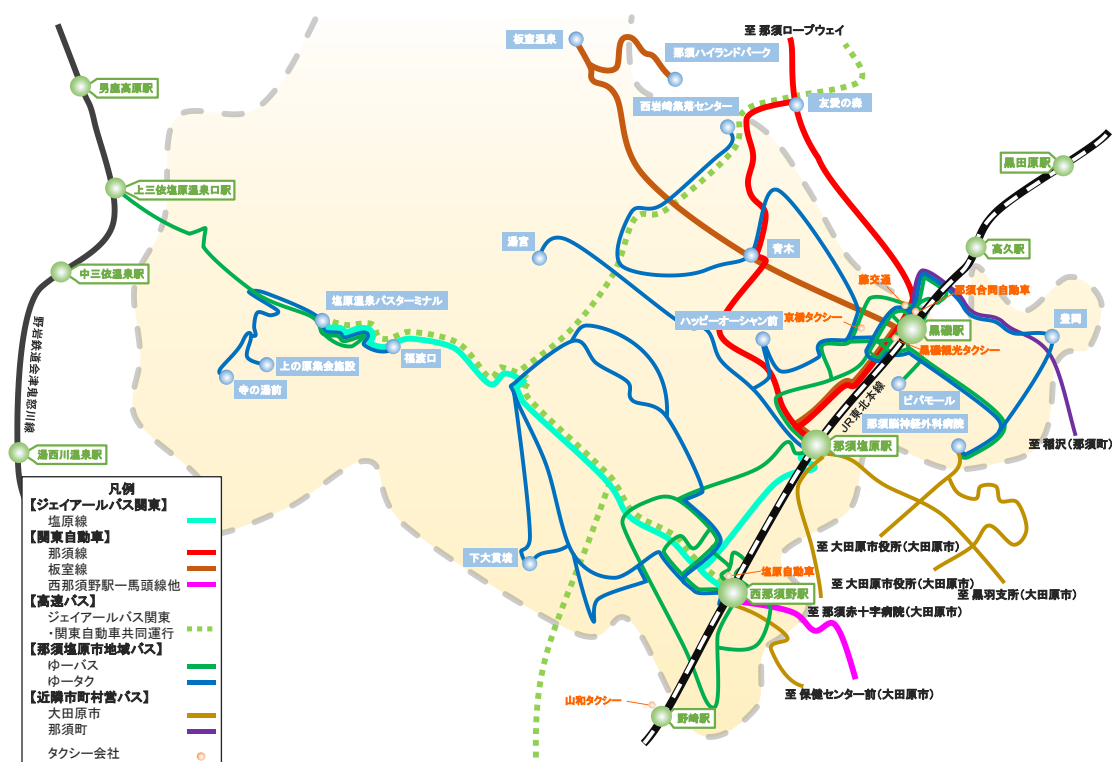 至 那須ロープウェイ
板室温泉
那須ハイランドパーク
男鹿高原駅
西岩崎集落センター
友愛の森
黒田原駅
上三依塩原温泉口駅
湯宮
青木
高久駅
中三依温泉駅
藤交通
那須合同自動車
塩原温泉バスターミナル
ハッピーオーシャン前
東橋タクシー
黒磯駅
豊岡
野岩鉄道会津鬼怒川線
福渡口
黒磯観光タクシー
上の原集会施設
寺の湯前
JR東北本線
ビバモール
那須脳神経外科病院
那須塩原駅
至 稲沢(那須町)
湯西川温泉駅
凡例
【ジェイアールバス関東】
塩原線
【関東自動車】
那須線
板室線
西那須野駅ー馬頭線他
【高速バス】
ジェイアールバス関東
・関東自動車共同運行
【那須塩原市地域バス】
ゆーバス
ゆータク
【近隣市町村営バス】
大田原市
那須町
タクシー会社
下大貫境
至 大田原市役所(大田原市)
塩原自動車
至 大田原市役所(大田原市)
西那須野駅
至 黒羽支所(大田原市)
至 那須赤十字病院(大田原市)
至 保健センター前(大田原市)
山和タクシー
野崎駅